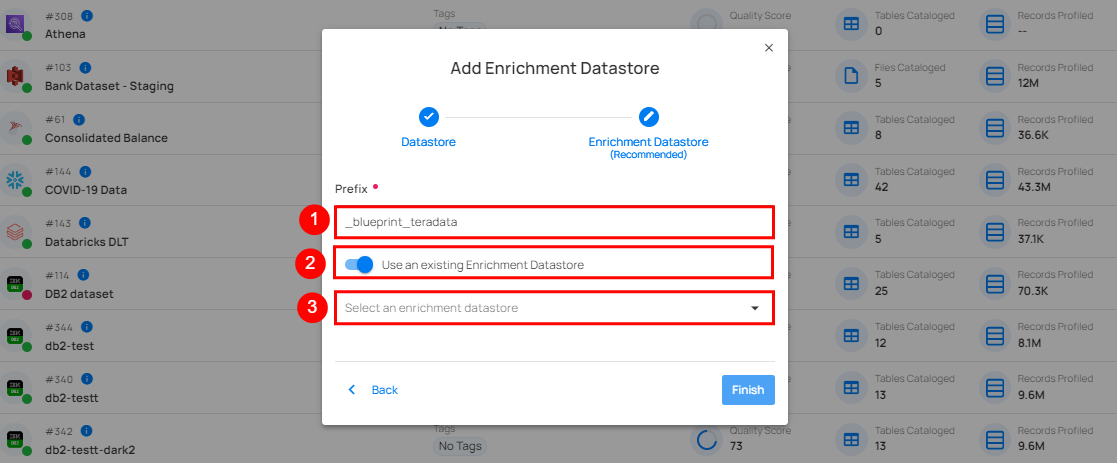 #308
Athena
Tags
No Tags
Quality Score
Tables Cataloged
0
Records Profiled
--
#103
Bank Dataset - Staging
Files Cataloged
Records Profiled
12M
#61
Consolidated Balance
Tables Cataloged
8
Records Profiled
36.6K
#144
COVID-19 Data
Tables Cataloged
42
Records Profiled
43.3M
#143
Databricks DLT
Tables Cataloged
5
Records Profiled
37.1K
#114
DB2 dataset
Tables Cataloged
25
Records Profiled
70.3K
#344
db2-test
Tables Cataloged
12
Records Profiled
8.1M
#340
db2-testt
Tables Cataloged
13
Records Profiled
9.6M
#342
db2-testt-dark2
Tags
No Tags
Quality Score
73
Tables Cataloged
13
Records Profiled
9.6M
Add Enrichment Datastore
Datastore
Enrichment Datastore
(Recommended)
Prefix
1
_blueprint_teradata
2
Use an existing Enrichment Datastore
3
Select an enrichment datastore
Back
Finish